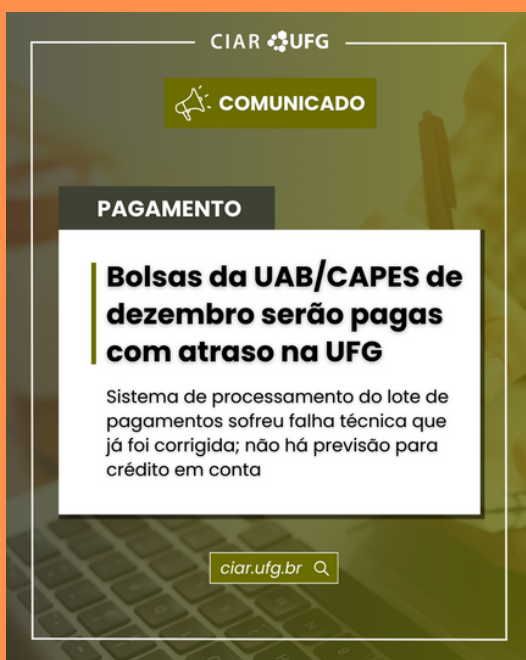 CIAR UFG
COMUNICADO
PAGAMENTO
Bolsas da UAB/CAPES de
dezembro serão pagas
com atraso na UFG
Sistema de processamento do lote de
pagamentos sofreu falha técnica que
já foi corrigida; não há previsão para
crédito em conta
ciar.ufg.br